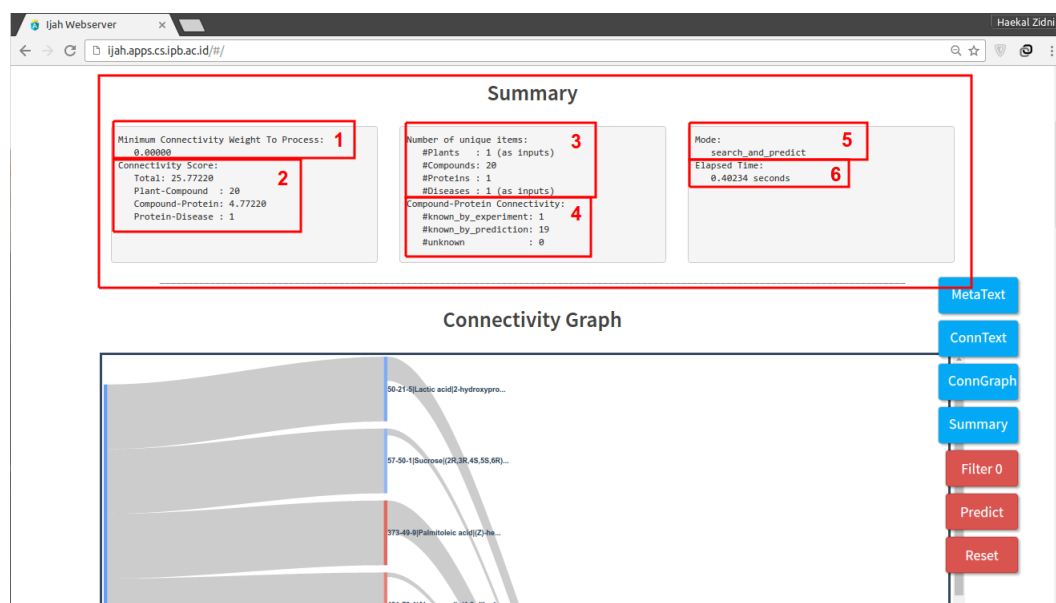 Ijah Webserver
Haekal Zidni
ijah.apps.cs.ipb.ac.id/#/
Summary
Minimum Connectivity Weight To Process: 1
0.00000
Connectivity Score:
Total: 25.77220 2
Plant-Compound : 20
Compound-Protein: 4.77220
Protein-Disease : 1
Number of unique items: 3
#Plants : 1 (as inputs)
#Compounds: 20
#Proteins : 1
#Diseases : 1 (as inputs)
Compound-Protein Connectivity: 4
#known_by_experiment: 1
#known_by_prediction: 19
#unknown : 0
Mode: 5
search_and_predict
Elapsed Time: 6
0.40234 seconds
MetaText
Connectivity Graph
ConnText
ConnGraph
Summary
Filter 0
Predict
Reset
50-21-5|Lactic acid|2-hydroxypro...
57-50-1|Sucrose|(2R,3R,4S,5S,6R)...
373-49-9|Palmitoleic acid|(Z)-he...